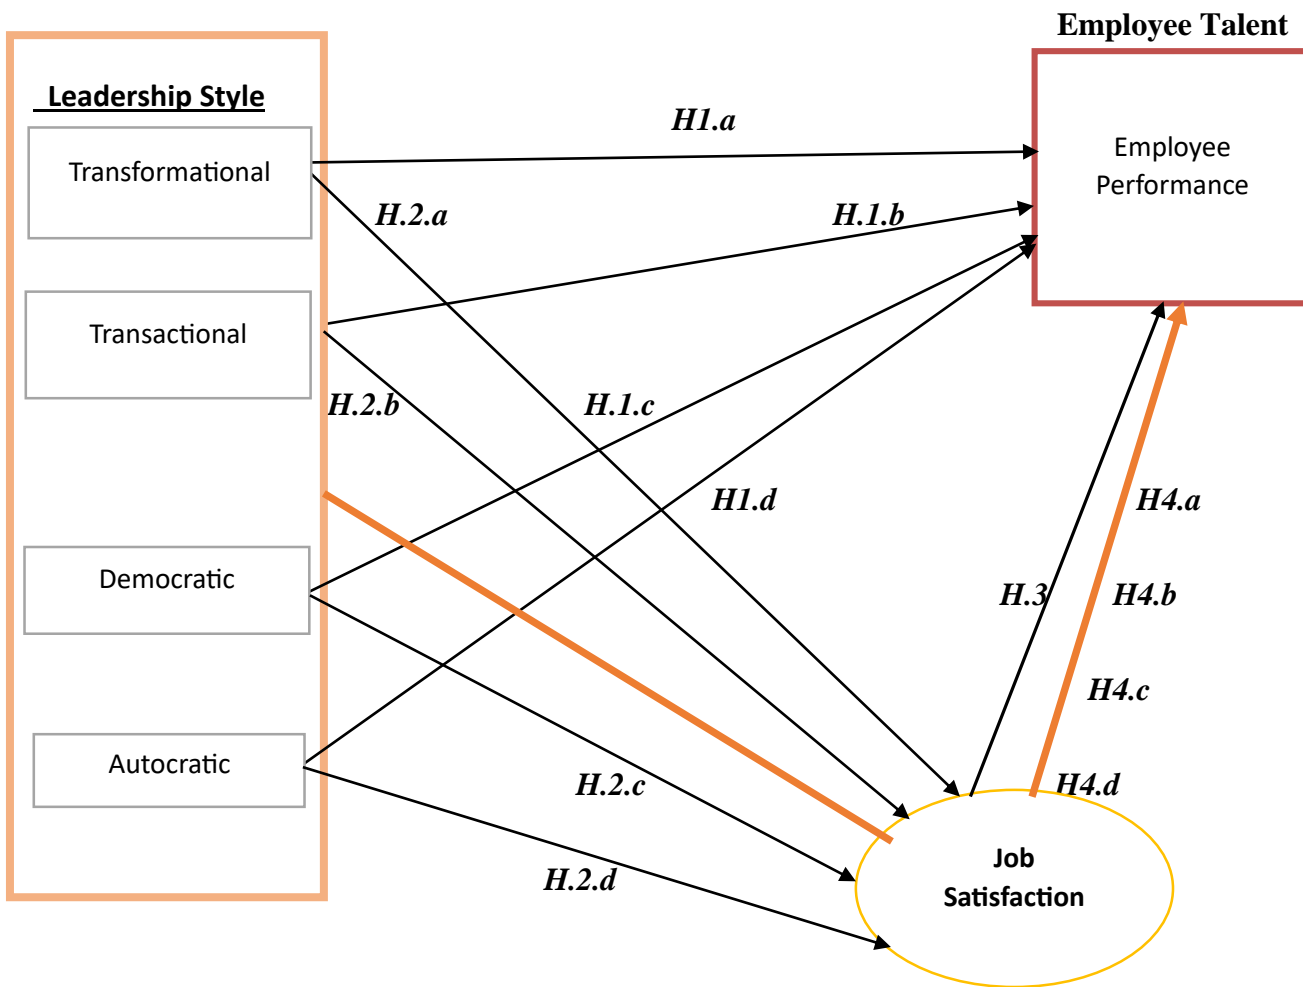 Employee Talent
Leadership Style
H1.a
Transformational
Employee
Performance
H.2.a
H.1.b
Transactional
H.2.b
H.1.c
H1.d
H4.a
Democratic
H.3
H4.b
H4.c
Autocratic
H.2.c
H4.d
H.2.d
Job
Satisfaction